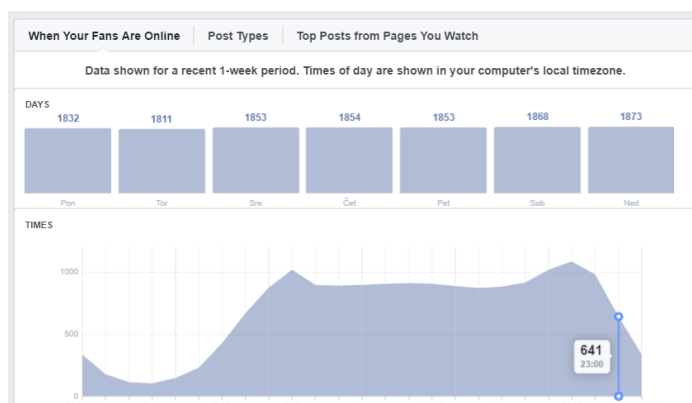 When Your Fans Are Online Post Types Top Posts from Pages You Watch
Data shown for a recent 1-week period. Times of day are shown in your computer's local timezone.
DAYS
1832 1811 1853 1854 1853 1868 1873
Pon Tor Sre Čet Pet Sob Ned
TIMES
1000
500
641
23:00
0